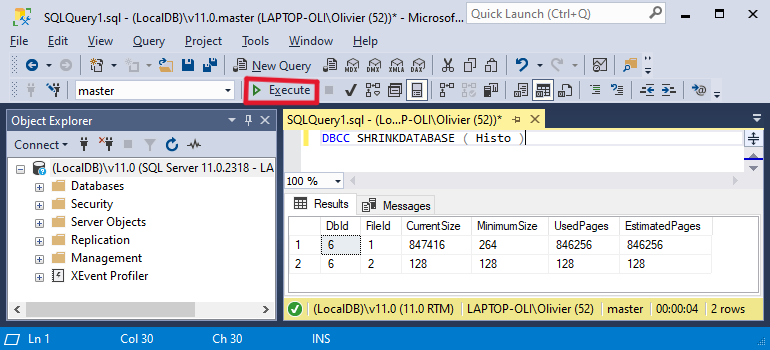 SQLQuery1.sql - (LocalDB)\v11.0.master (LAPTOP-OLI\Olivier (52))* - Microsof...
Quick Launch (Ctrl+Q)
File Edit View Query Project Tools Window Help
New Query MDX DMX XMLA DAX
master Execute
Object Explorer
Connect
(LocalDB)\v11.0 (SQL Server 11.0.2318 - LA
Databases
Security
Server Objects
Replication
Management
XEvent Profiler
SQLQuery1.sql - (Lo...P-OLI\Olivier (52))*
DBCC SHRINKDATABASE ( Histo )
100 %
Results Messages
DbId FileId CurrentSize MinimumSize UsedPages EstimatedPages
1 6 1 847416 264 846256 846256
2 6 2 128 128 128 128
(LocalDB)\v11.0 (11.0 RTM) LAPTOP-OLI\Olivier (52) master 00:00:04 2 rows
Ln 1 Col 30 Ch 30 INS